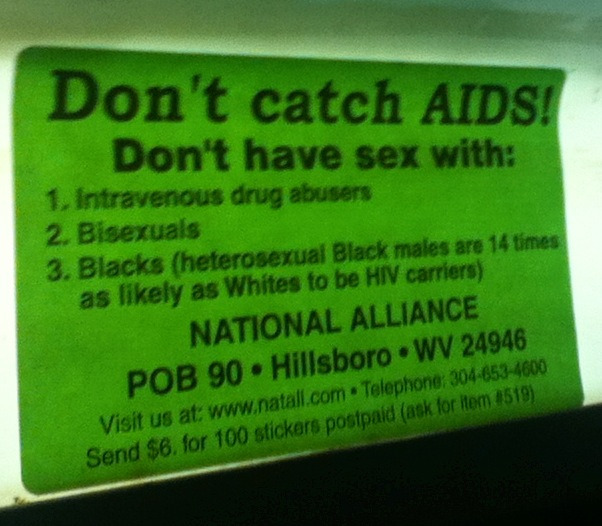 Don't catch AIDS!
Don't have sex with:
1. Intravenous drug abusers
2. Bisexuals
3. Blacks (heterosexual Black males are 14 times
as likely as Whites to be HIV carriers)
NATIONAL ALLIANCE
POB 90 • Hillsboro • WV 24946
Visit us at: www.natall.com • Telephone: 304-653-4600
Send $6. for 100 stickers postpaid (ask for Item #519)